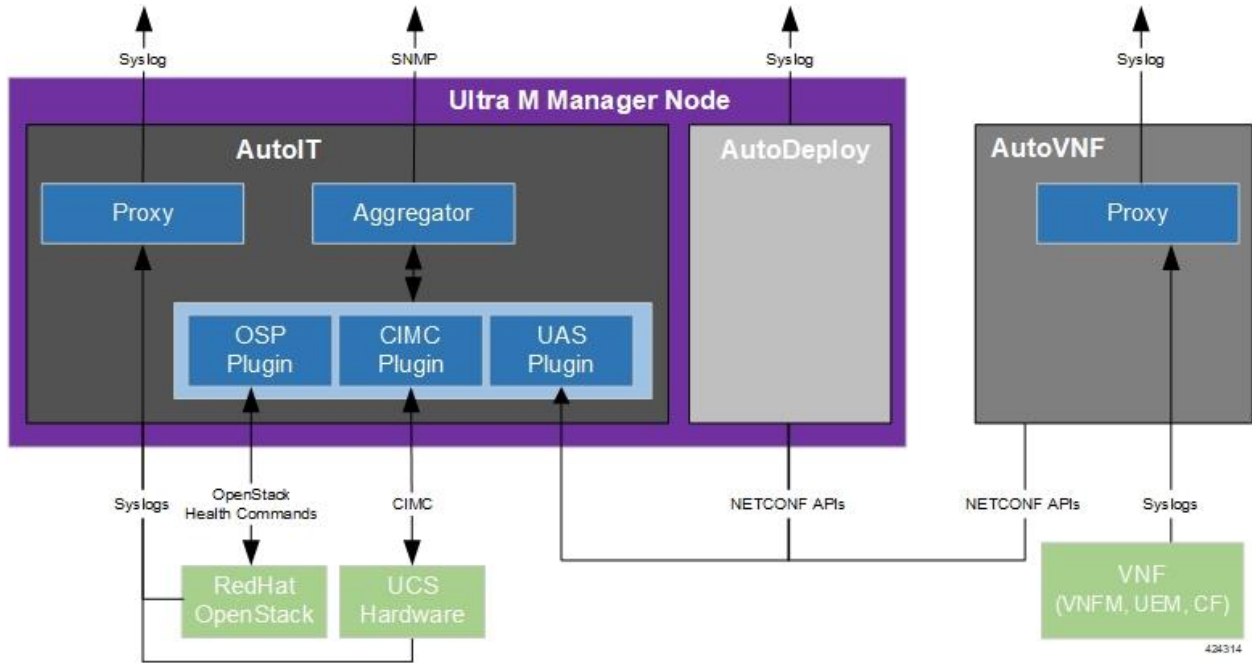 Syslog
SNMP
Syslog
Syslog
Ultra M Manager Node
AutoIT
AutoDeploy
AutoVNF
Proxy
Aggregator
Proxy
OSP
Plugin
CIMC
Plugin
UAS
Plugin
Syslogs
OpenStack
Health Commands
CIMC
NETCONF APIs
NETCONF APIs
Syslogs
RedHat
OpenStack
UCS
Hardware
VNF
(VNFM, UEM, CF)
424314